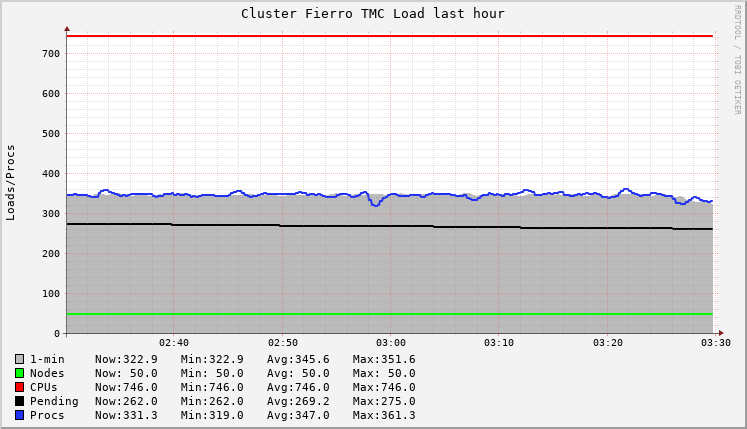 Cluster Fierro TMC Load last hour
RRDTOOL / TOBI OETIKER
Loads/Procs
700
600
500
400
300
200
100
0
02:40 02:50 03:00 03:10 03:20 03:30
1-min Now:322.9 Min:322.9 Avg:345.6 Max:351.6
Nodes Now: 50.0 Min: 50.0 Avg: 50.0 Max: 50.0
CPUs Now:746.0 Min:746.0 Avg:746.0 Max:746.0
Pending Now:262.0 Min:262.0 Avg:269.2 Max:275.0
Procs Now:331.3 Min:319.0 Avg:347.0 Max:361.3